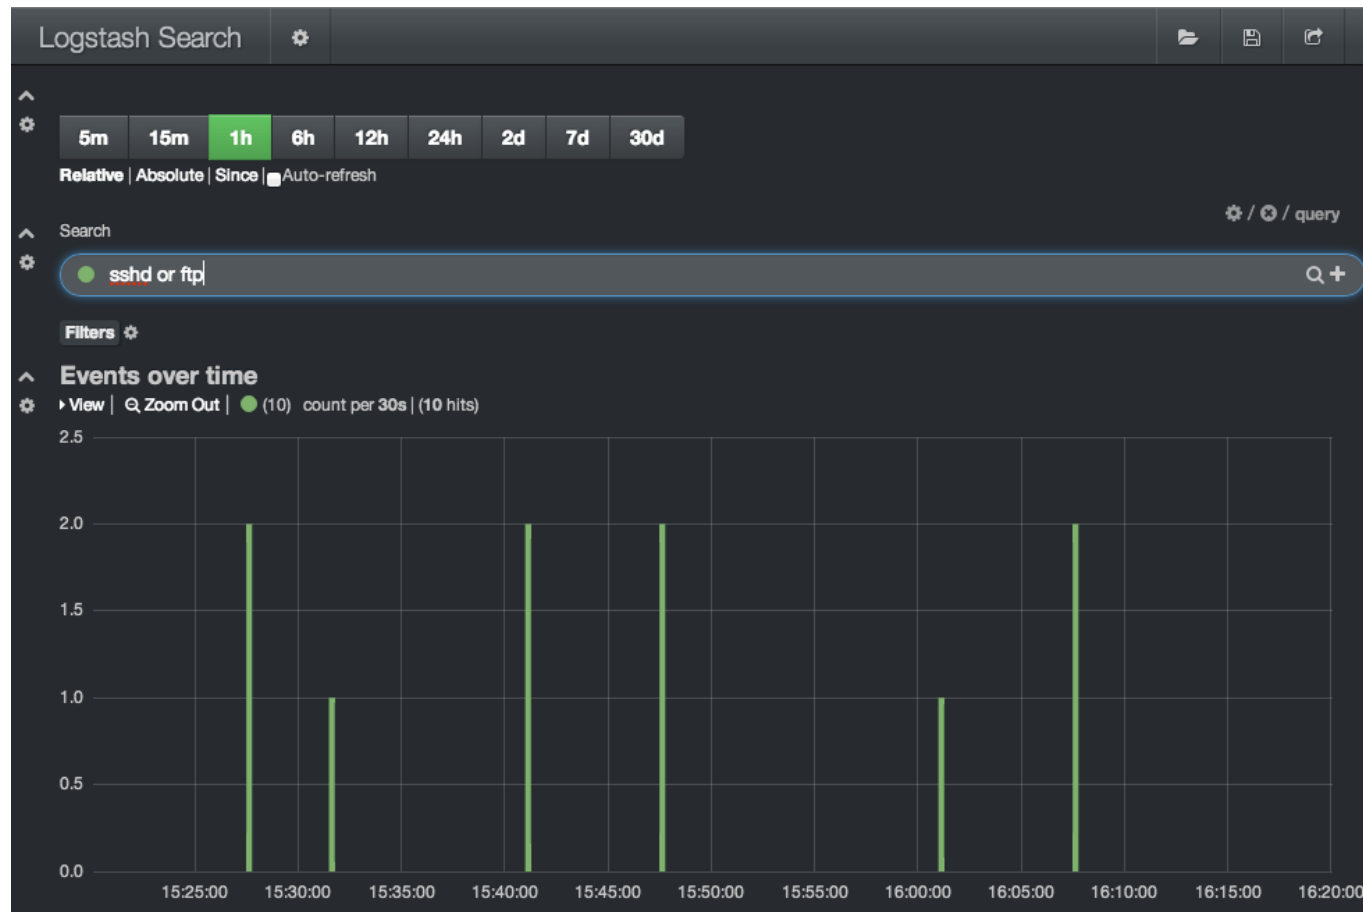 Logstash Search
5m 15m 1h 6h 12h 24h 2d 7d 30d
Relative | Absolute | Since | Auto-refresh
/ / query
Search
sshd or ftp
Filters
Events over time
View | Zoom Out | (10) count per 30s | (10 hits)
2.5
2.0
1.5
1.0
0.5
0.0
15:25:00 15:30:00 15:35:00 15:40:00 15:45:00 15:50:00 15:55:00 16:00:00 16:05:00 16:10:00 16:15:00 16:20:00